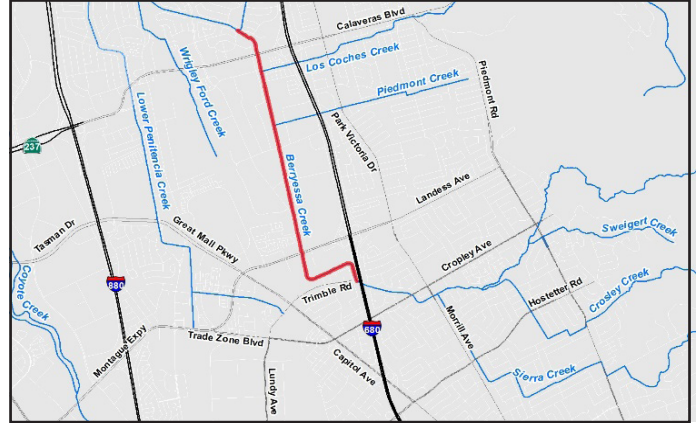 Calaveras Blvd
Los Coches Creek
Wrigley Ford Creek
Piedmont Creek
Piedmont Rd
Lower Penitencia Creek
Park Victoria Dr
237
Berryessa Creek
Landess Ave
Tasman Dr
Great Mall Pkwy
Sweigert Creek
Cropley Ave
Coyote Creek
880
Trimble Rd
Hostetter Rd
Crosley Creek
680
Montague Expy
Trade Zone Blvd
Morrill Ave
Capitol Ave
Lundy Ave
Sierra Creek